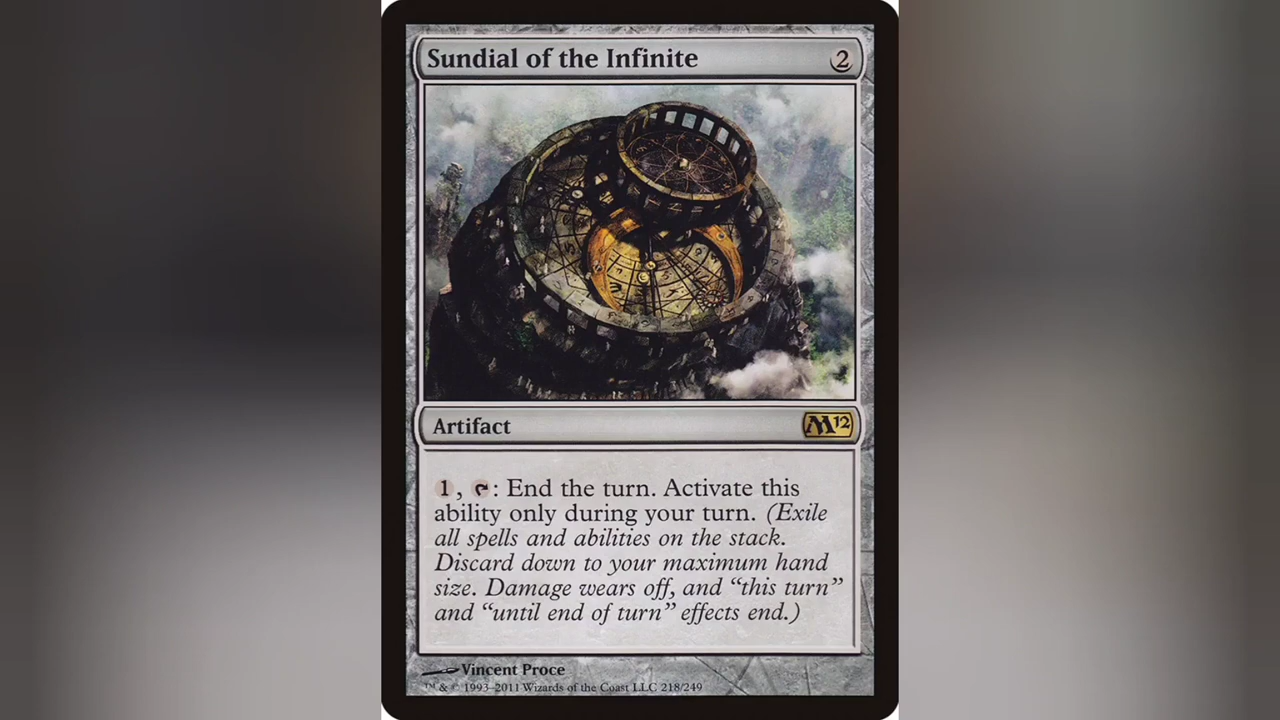 Sundial of the Infinite 2
Artifact M12
1, : End the turn. Activate this
ability only during your turn. (Exile
all spells and abilities on the stack.
Discard down to your maximum hand
size. Damage wears off, and “this turn”
and “until end of turn” effects end.)
Vincent Proce
™ & © 1993–2011 Wizards of the Coast LLC 218/249